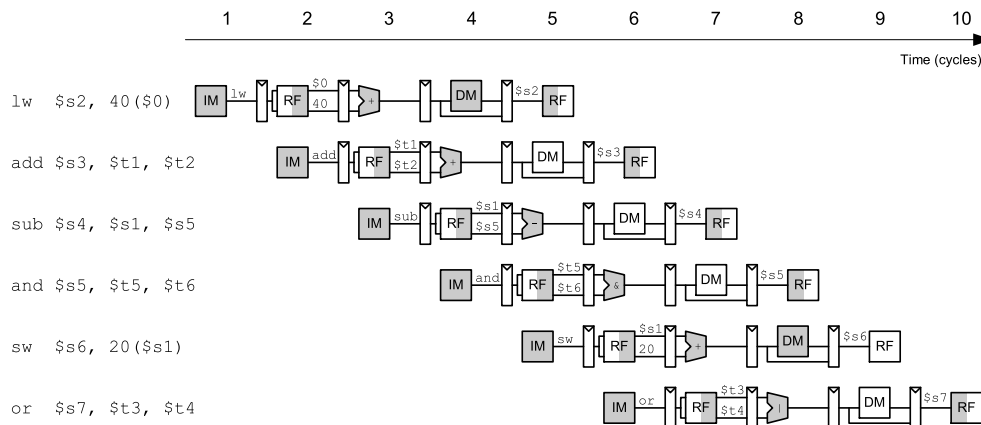 1 2 3 4 5 6 7 8 9 10
Time (cycles)
lw $s2, 40($0) IM lw RF $0 40 + DM $s2 RF
add $s3, $t1, $t2 IM add RF $t1 $t2 + DM $s3 RF
sub $s4, $s1, $s5 IM sub RF $s1 $s5 - DM $s4 RF
and $s5, $t5, $t6 IM and RF $t5 $t6 & DM $s5 RF
sw $s6, 20($s1) IM sw RF $s1 20 + DM $s6 RF
or $s7, $t3, $t4 IM or RF $t3 $t4 | DM $s7 RF